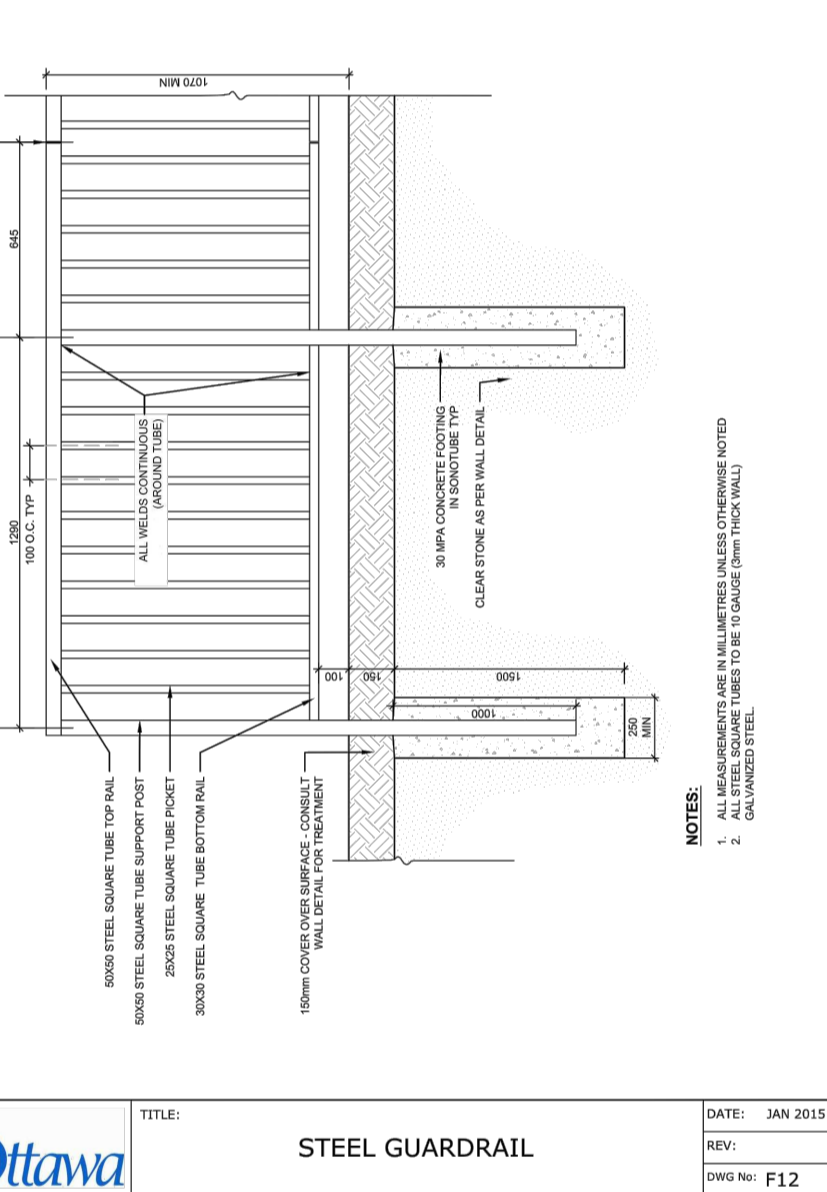 1070 MIN
645
1290
100 O.C. TYP
ALL WELDS CONTINUOUS
(AROUND TUBE)
50X50 STEEL SQUARE TUBE TOP RAIL
50X50 STEEL SQUARE TUBE SUPPORT POST
25X25 STEEL SQUARE TUBE PICKET
30X30 STEEL SQUARE TUBE BOTTOM RAIL
150mm COVER OVER SURFACE - CONSULT
WALL DETAIL FOR TREATMENT
30 MPA CONCRETE FOOTING
IN SONOTUBE TYP
CLEAR STONE AS PER WALL DETAIL
100
150
1500
1000
250
MIN
NOTES:
1. ALL MEASUREMENTS ARE IN MILLIMETRES UNLESS OTHERWISE NOTED
2. ALL STEEL SQUARE TUBES TO BE 10 GAUGE (3mm THICK WALL)
GALVANIZED STEEL.
Ottawa
TITLE:
STEEL GUARDRAIL
DATE: JAN 2015
REV:
DWG No: F12